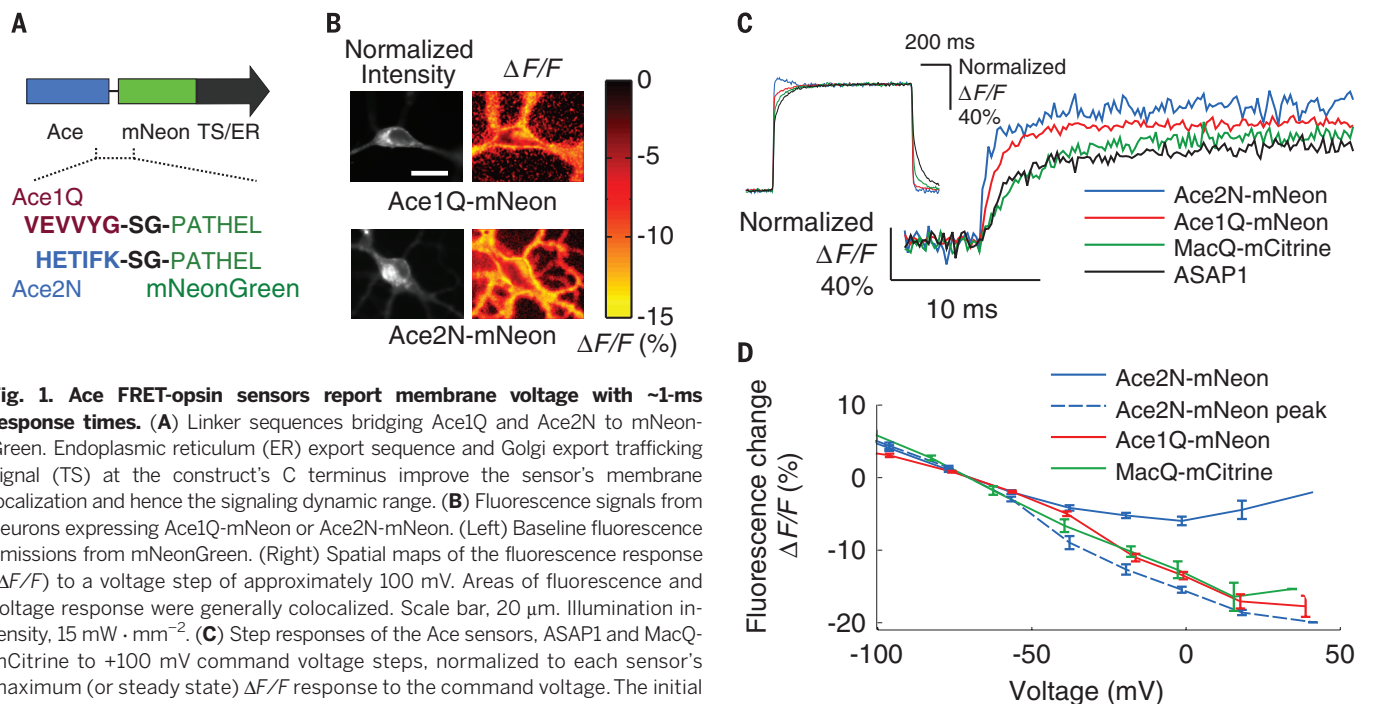 A
Ace
mNeon
TS/ER
Ace1Q
VEVVYG-SG-PATHEL
HETIFK-SG-PATHEL
Ace2N
mNeonGreen
B
Normalized
Intensity
ΔF/F
Ace1Q-mNeon
Ace2N-mNeon
0
-5
-10
-15
ΔF/F (%)
C
200 ms
Normalized
ΔF/F
40%
Normalized
ΔF/F
40%
10 ms
Ace2N-mNeon
Ace1Q-mNeon
MacQ-mCitrine
ASAP1
D
Ace2N-mNeon
Ace2N-mNeon peak
Ace1Q-mNeon
MacQ-mCitrine
Fluorescence change
ΔF/F (%)
10
0
-10
-20
-100
-50
0
50
Voltage (mV)
ig. 1. Ace FRET-opsin sensors report membrane voltage with ~1-ms
esponse times. (A) Linker sequences bridging Ace1Q and Ace2N to mNeon-
Green. Endoplasmic reticulum (ER) export sequence and Golgi export trafficking
ignal (TS) at the construct's C terminus improve the sensor's membrane
ocalization and hence the signaling dynamic range. (B) Fluorescence signals from
eurons expressing Ace1Q-mNeon or Ace2N-mNeon. (Left) Baseline fluorescence
missions from mNeonGreen. (Right) Spatial maps of the fluorescence response
ΔF/F) to a voltage step of approximately 100 mV. Areas of fluorescence and
oltage response were generally colocalized. Scale bar, 20 μm. Illumination in-
ensity, 15 mW · mm⁻². (C) Step responses of the Ace sensors, ASAP1 and MacQ-
mCitrine to +100 mV command voltage steps, normalized to each sensor's
maximum (or steady state) ΔF/F response to the command voltage. The initial